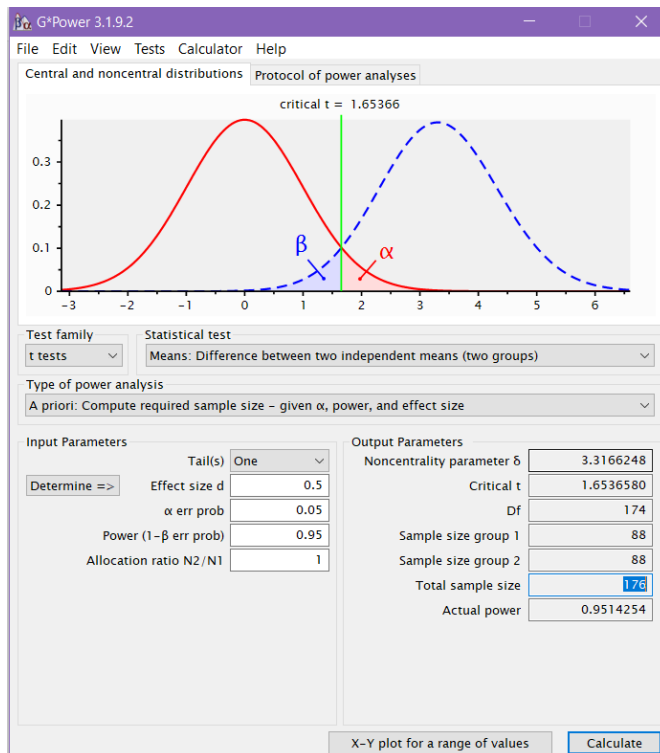 βα G*Power 3.1.9.2
File Edit View Tests Calculator Help
Central and noncentral distributions Protocol of power analyses
critical t = 1.65366
0.3
0.2
0.1
0
β
α
-3 -2 -1 0 1 2 3 4 5 6
Test family Statistical test
t tests Means: Difference between two independent means (two groups)
Type of power analysis
A priori: Compute required sample size – given α, power, and effect size
Input Parameters Output Parameters
Tail(s) One Noncentrality parameter δ 3.3166248
Determine => Effect size d 0.5 Critical t 1.6536580
α err prob 0.05 Df 174
Power (1-β err prob) 0.95 Sample size group 1 88
Allocation ratio N2/N1 1 Sample size group 2 88
Total sample size 176
Actual power 0.9514254
X-Y plot for a range of values Calculate